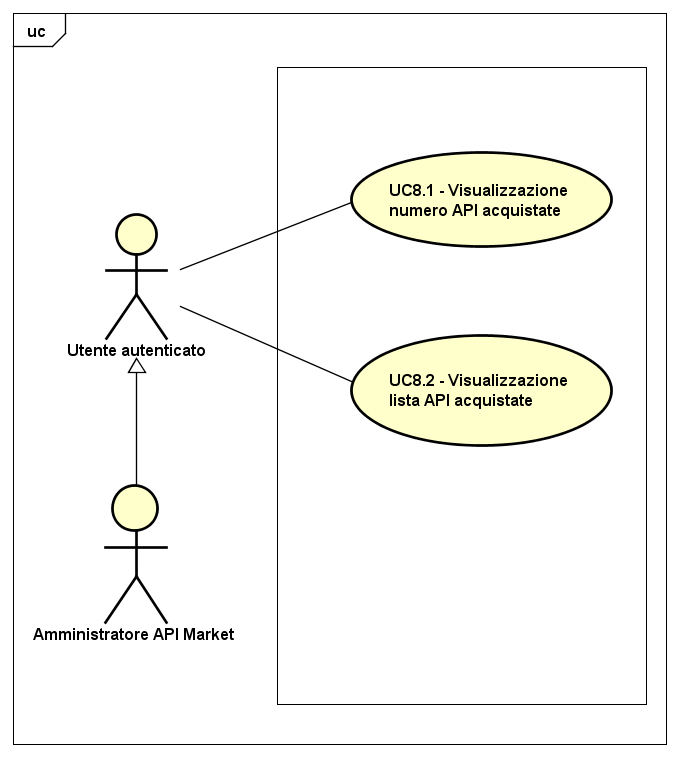 uc
UC8.1 - Visualizzazione
numero API acquistate
Utente autenticato
UC8.2 - Visualizzazione
lista API acquistate
Amministratore API Market